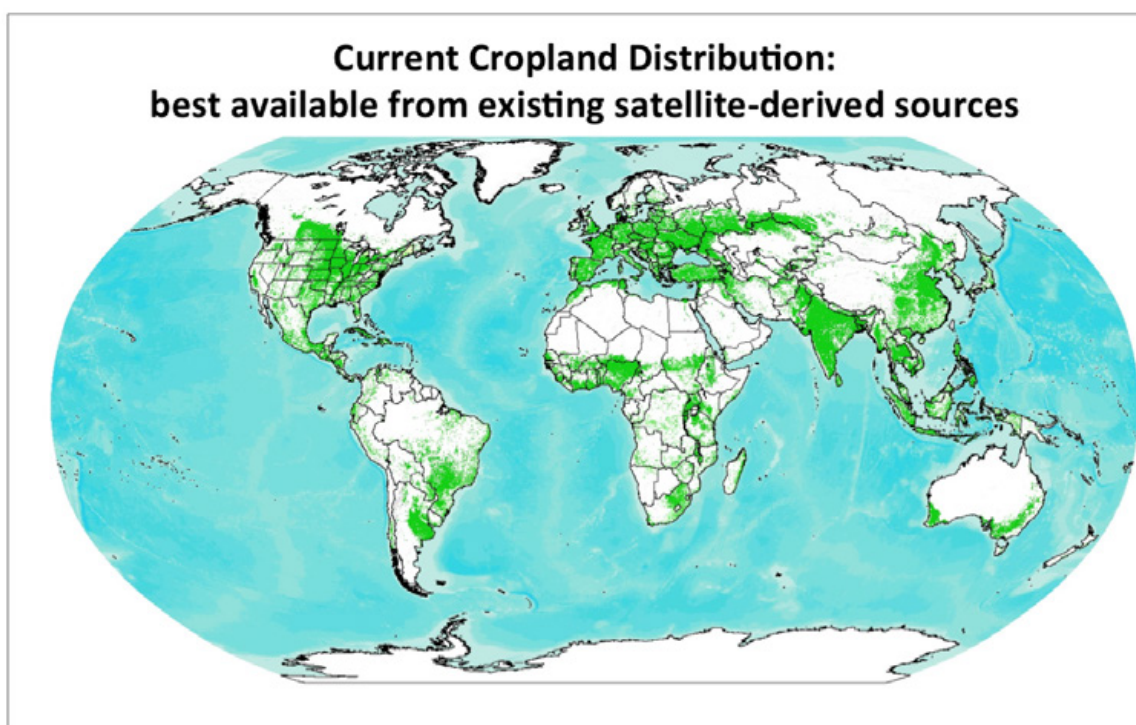 Current Cropland Distribution:
best available from existing satellite-derived sources